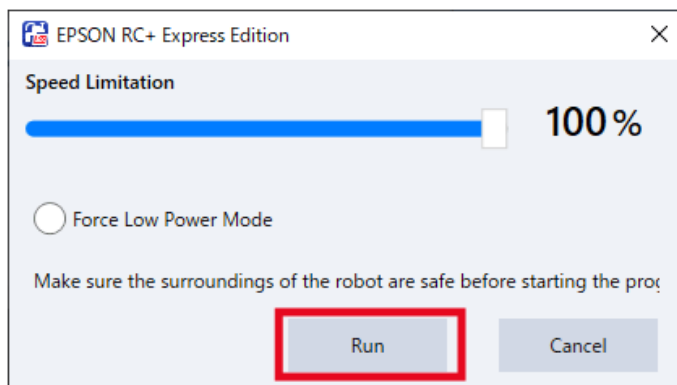 EPSON RC+ Express Edition
Speed Limitation
100%
Force Low Power Mode
Make sure the surroundings of the robot are safe before starting the
Run Cancel